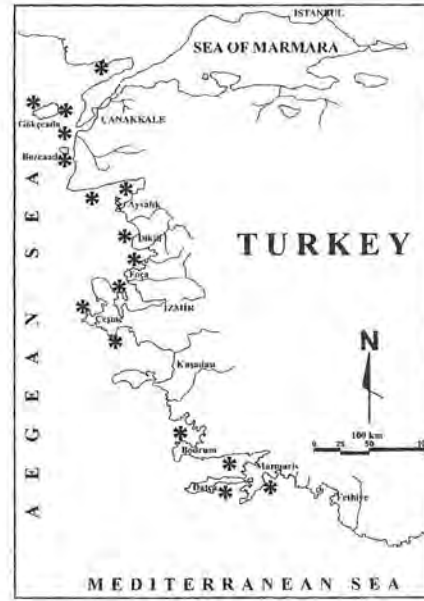 ISTANBUL
SEA OF MARMARA
ÇANAKKALE
Gökçeada
Bozcaada
Ayvalık
Dikili
TURKEY
Foça
İZMİR
Çeşme
Kuşadası
N
100 km
0 25 50
Bodrum
Marmaris
Datça
Fethiye
AEGEAN SEA
MEDITERRANEAN SEA